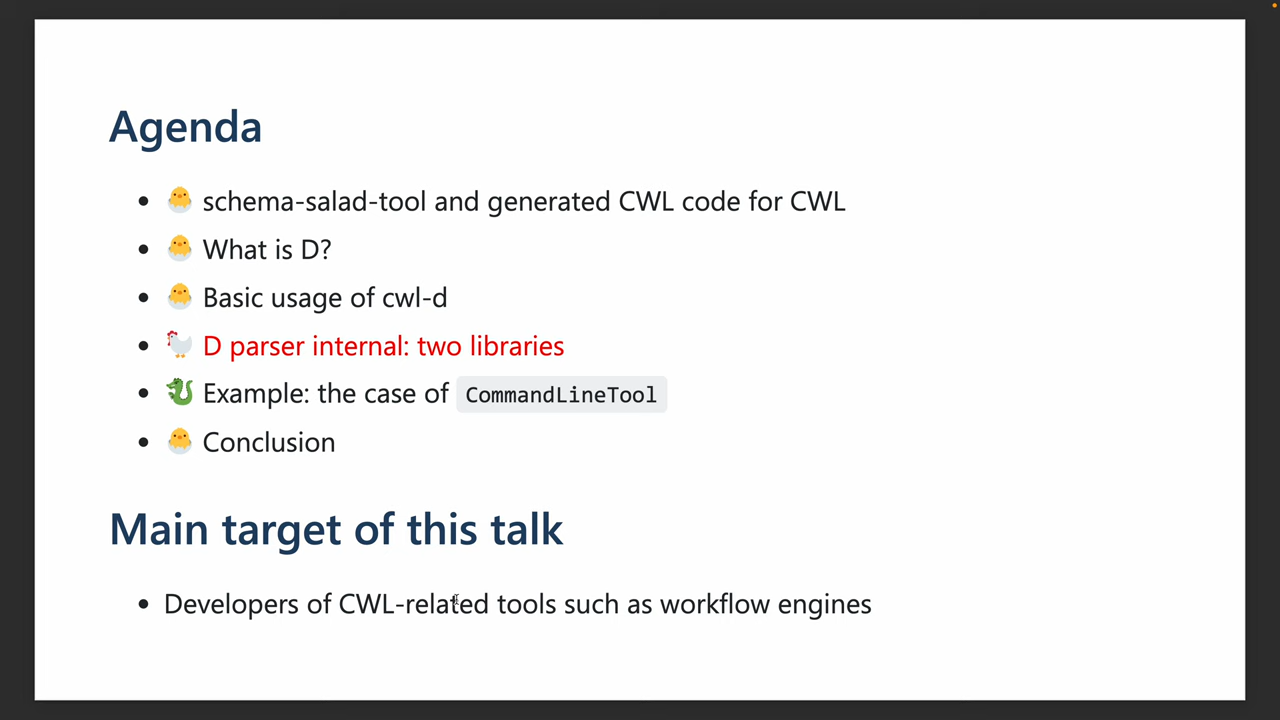 Agenda
• 🐣 schema-salad-tool and generated CWL code for CWL
• 🐣 What is D?
• 🐣 Basic usage of cwl-d
• 🐓 D parser internal: two libraries
• 🐉 Example: the case of CommandLineTool
• 🐣 Conclusion
Main target of this talk
• Developers of CWL-related tools such as workflow engines